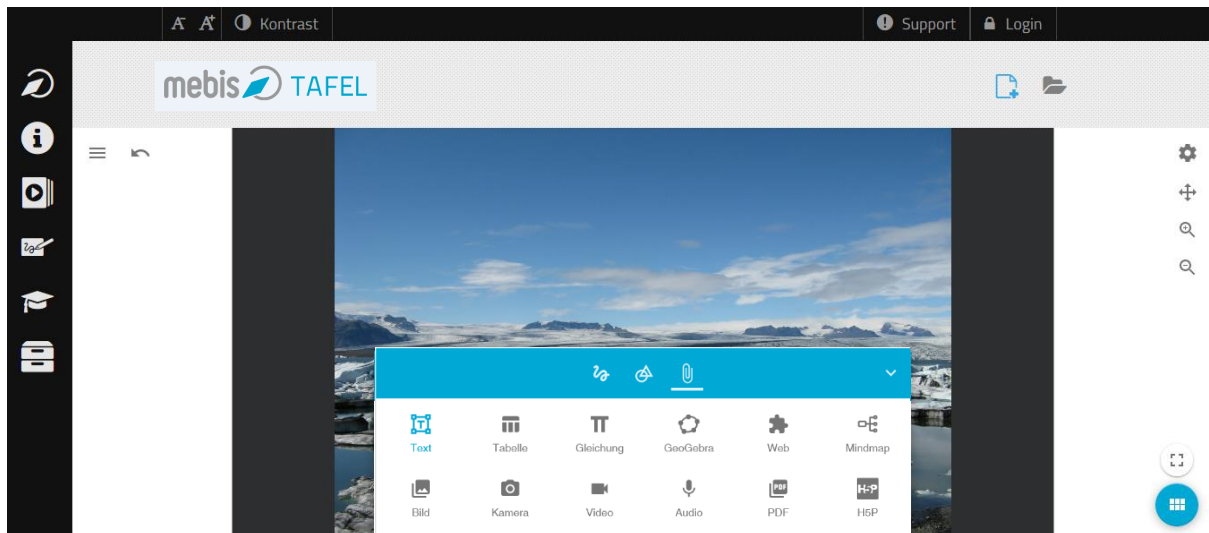 A A+ Kontrast Support Login
mebis TAFEL
Text Tabelle Gleichung GeoGebra Web Mindmap
Bild Kamera Video Audio PDF H5P